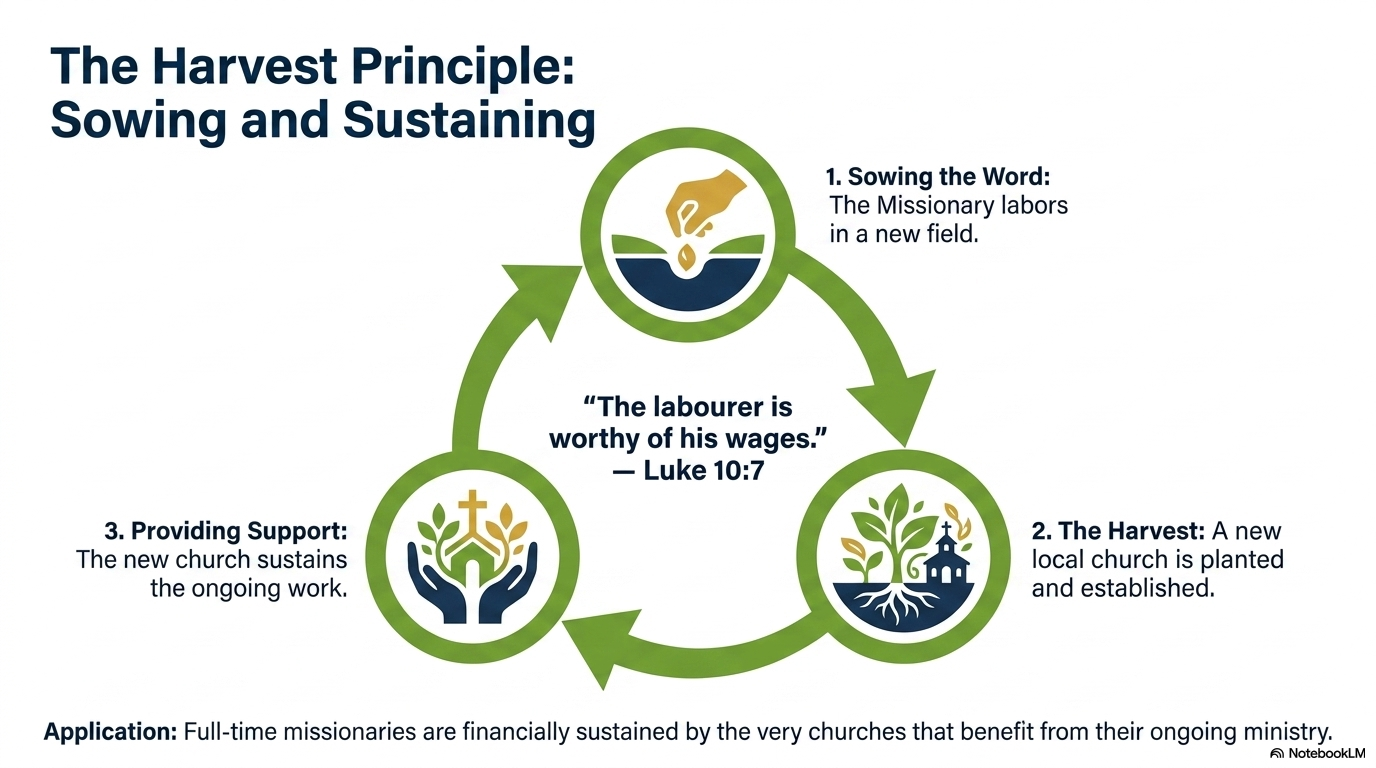 The Harvest Principle:
Sowing and Sustaining
1. Sowing the Word:
The Missionary labors
in a new field.
“The labourer is
worthy of his wages.”
— Luke 10:7
2. The Harvest: A new
local church is planted
and established.
3. Providing Support:
The new church sustains
the ongoing work.
Application: Full-time missionaries are financially sustained by the very churches that benefit from their ongoing ministry.
NotebookLM